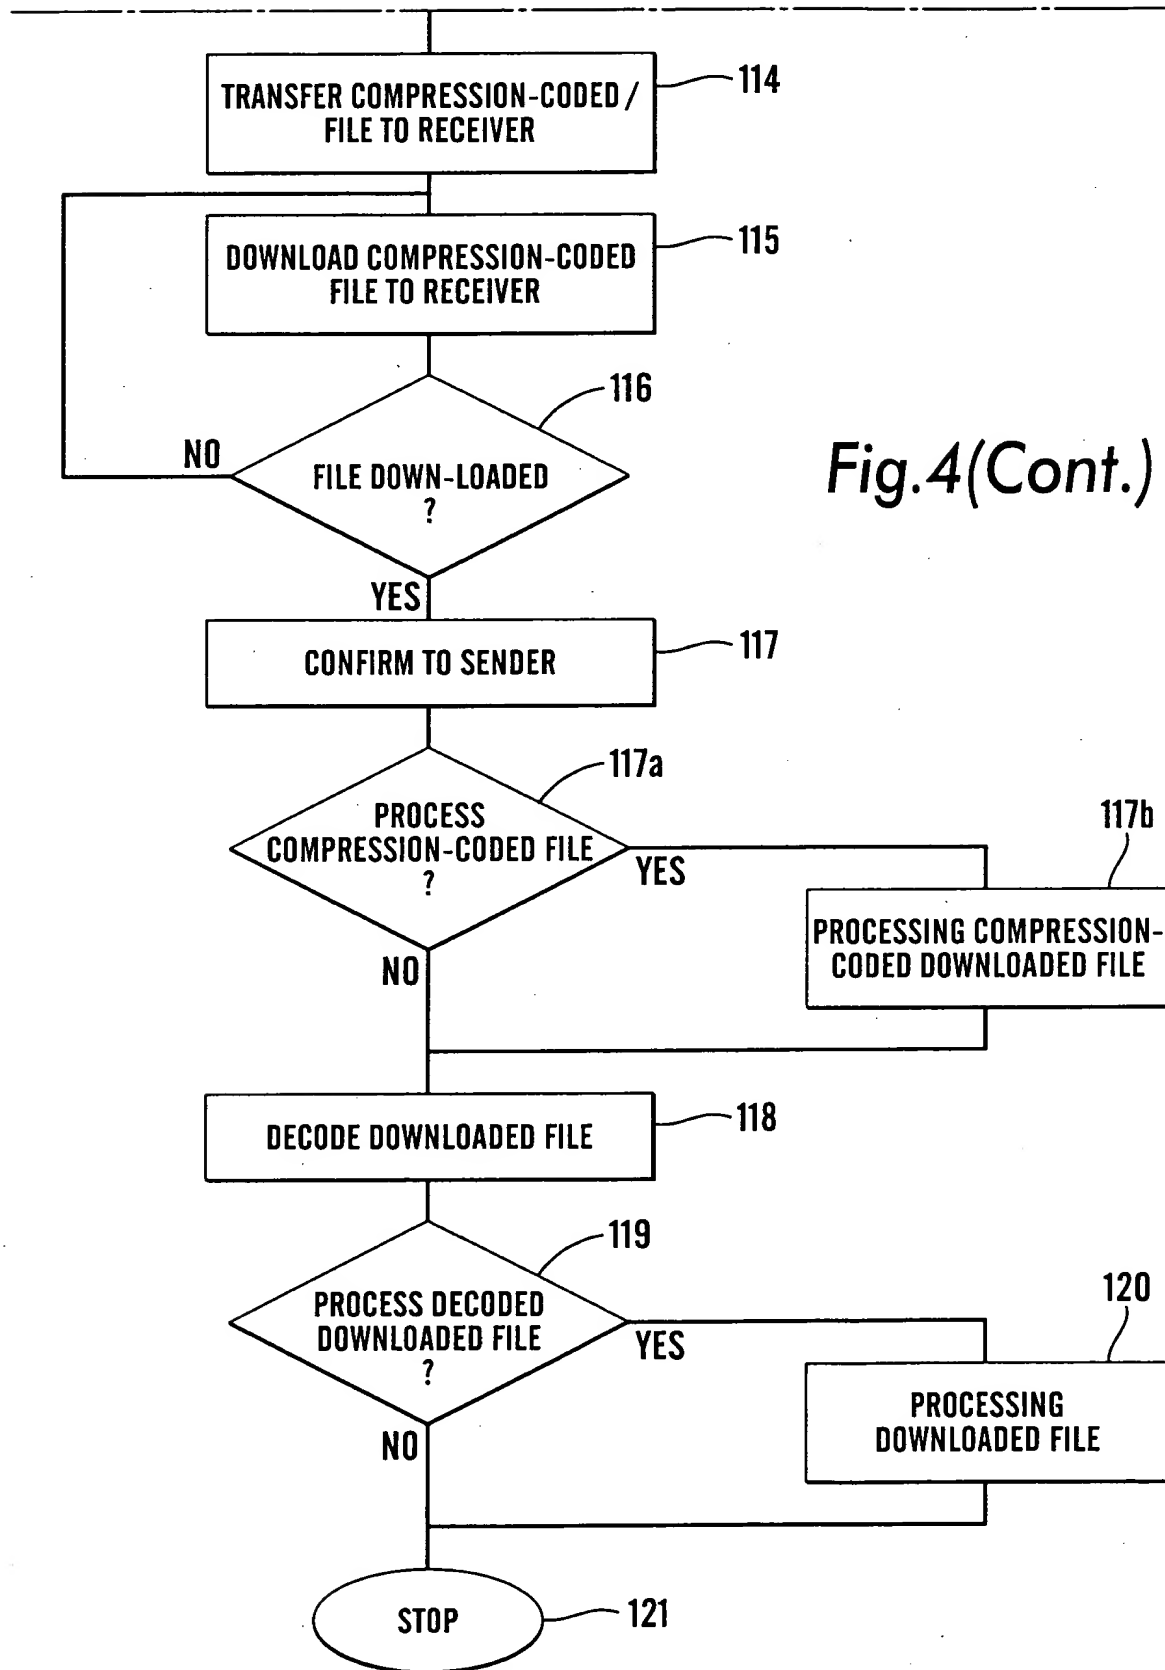 TRANSFER COMPRESSION-CODED /
FILE TO RECEIVER
114
DOWNLOAD COMPRESSION-CODED
FILE TO RECEIVER
115
116
FILE DOWN-LOADED
?
NO
YES
Fig.4(Cont.)
CONFIRM TO SENDER
117
117a
PROCESS
COMPRESSION-CODED FILE
?
YES
NO
117b
PROCESSING COMPRESSION-
CODED DOWNLOADED FILE
DECODE DOWNLOADED FILE
118
119
PROCESS DECODED
DOWNLOADED FILE
?
YES
NO
120
PROCESSING
DOWNLOADED FILE
STOP
121